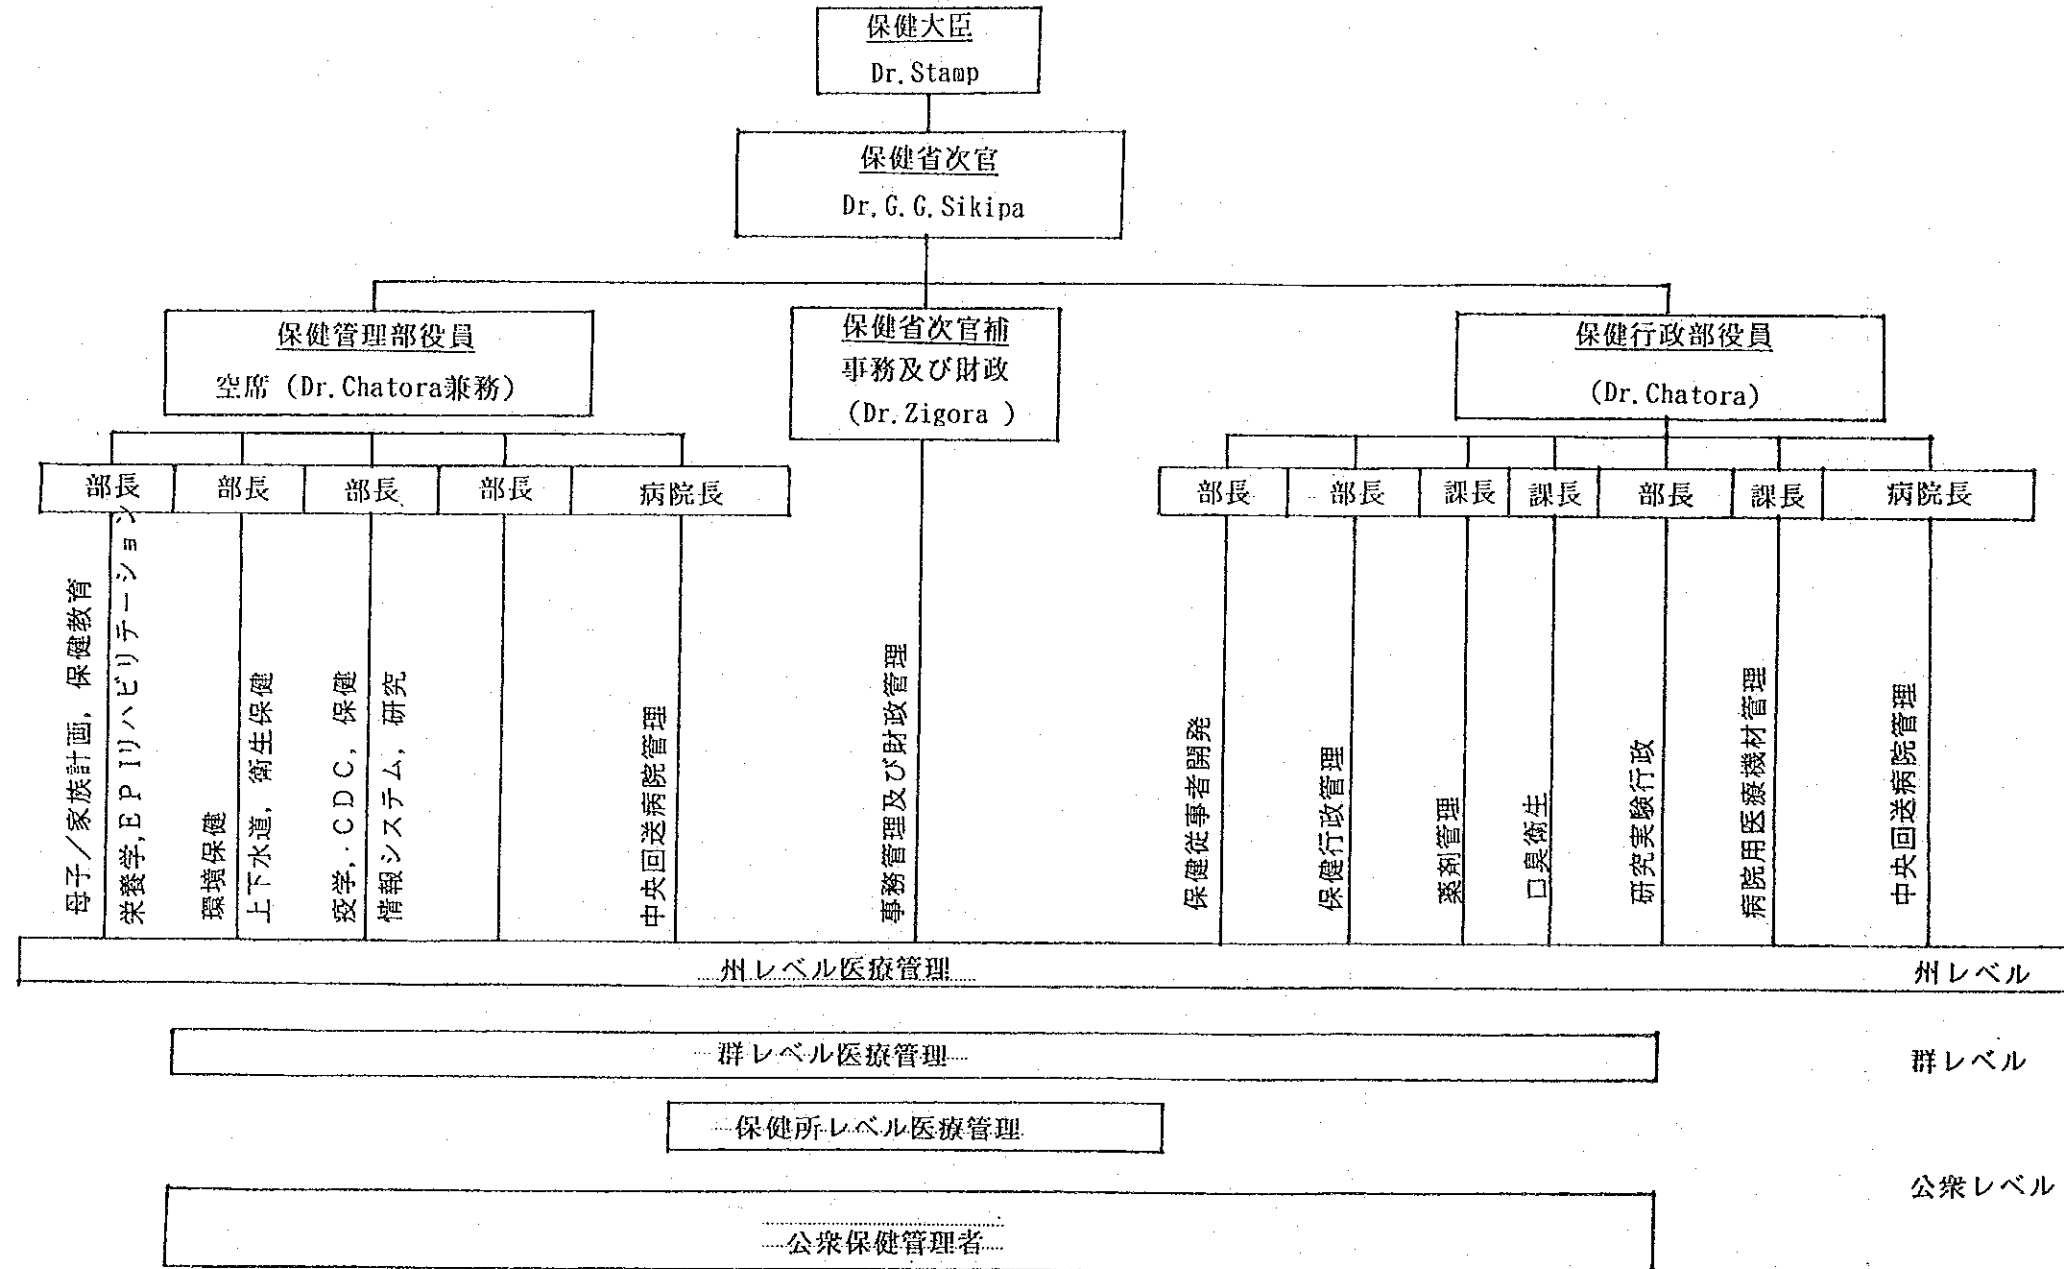 保健大臣
Dr.Stamp
保健省次官
Dr.G.G.Sikipa
保健管理部役員
空席 (Dr.Chatora兼務)
保健省次官補
事務及び財政
(Dr.Zigora )
保健行政部役員
(Dr.Chatora)
部長
部長
部長
部長
病院長
部長
部長
課長
課長
部長
課長
病院長
母子/家族計画, 保健教育
栄養学,EPIリハビリテーション
環境保健
上下水道, 衛生保健
疫学, CDC, 保健
情報システム, 研究
中央回送病院管理
事務管理及び財政管理
保健従事者開発
保健行政管理
薬剤管理
口臭衛生
研究実験行政
病院用医療機材管理
中央回送病院管理
州レベル医療管理
州レベル
群レベル医療管理
群レベル
保健所レベル医療管理
公衆レベル
公衆保健管理者